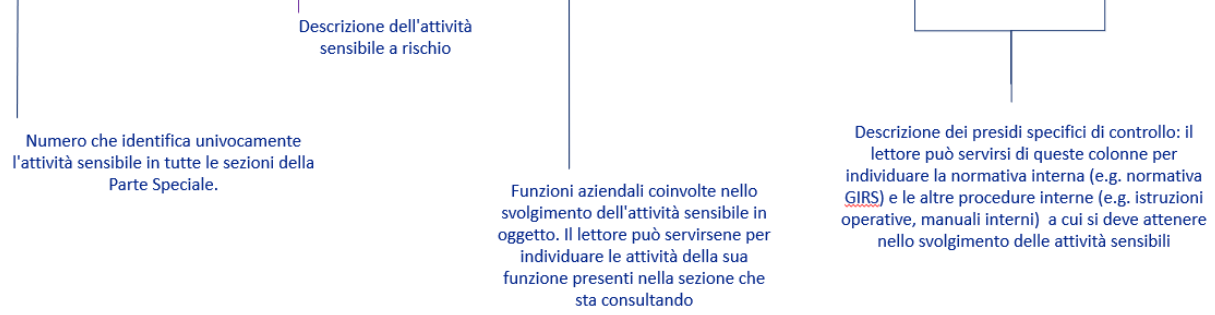 Descrizione dell'attività
sensibile a rischio
Numero che identifica univocamente
l'attività sensibile in tutte le sezioni della
Parte Speciale.
Funzioni aziendali coinvolte nello
svolgimento dell'attività sensibile in
oggetto. Il lettore può servirsene per
individuare le attività della sua
funzione presenti nella sezione che
sta consultando
Descrizione dei presidi specifici di controllo: il
lettore può servirsi di queste colonne per
individuare la normativa interna (e.g. normativa
GIRS) e le altre procedure interne (e.g. istruzioni
operative, manuali interni) a cui si deve attenere
nello svolgimento delle attività sensibili